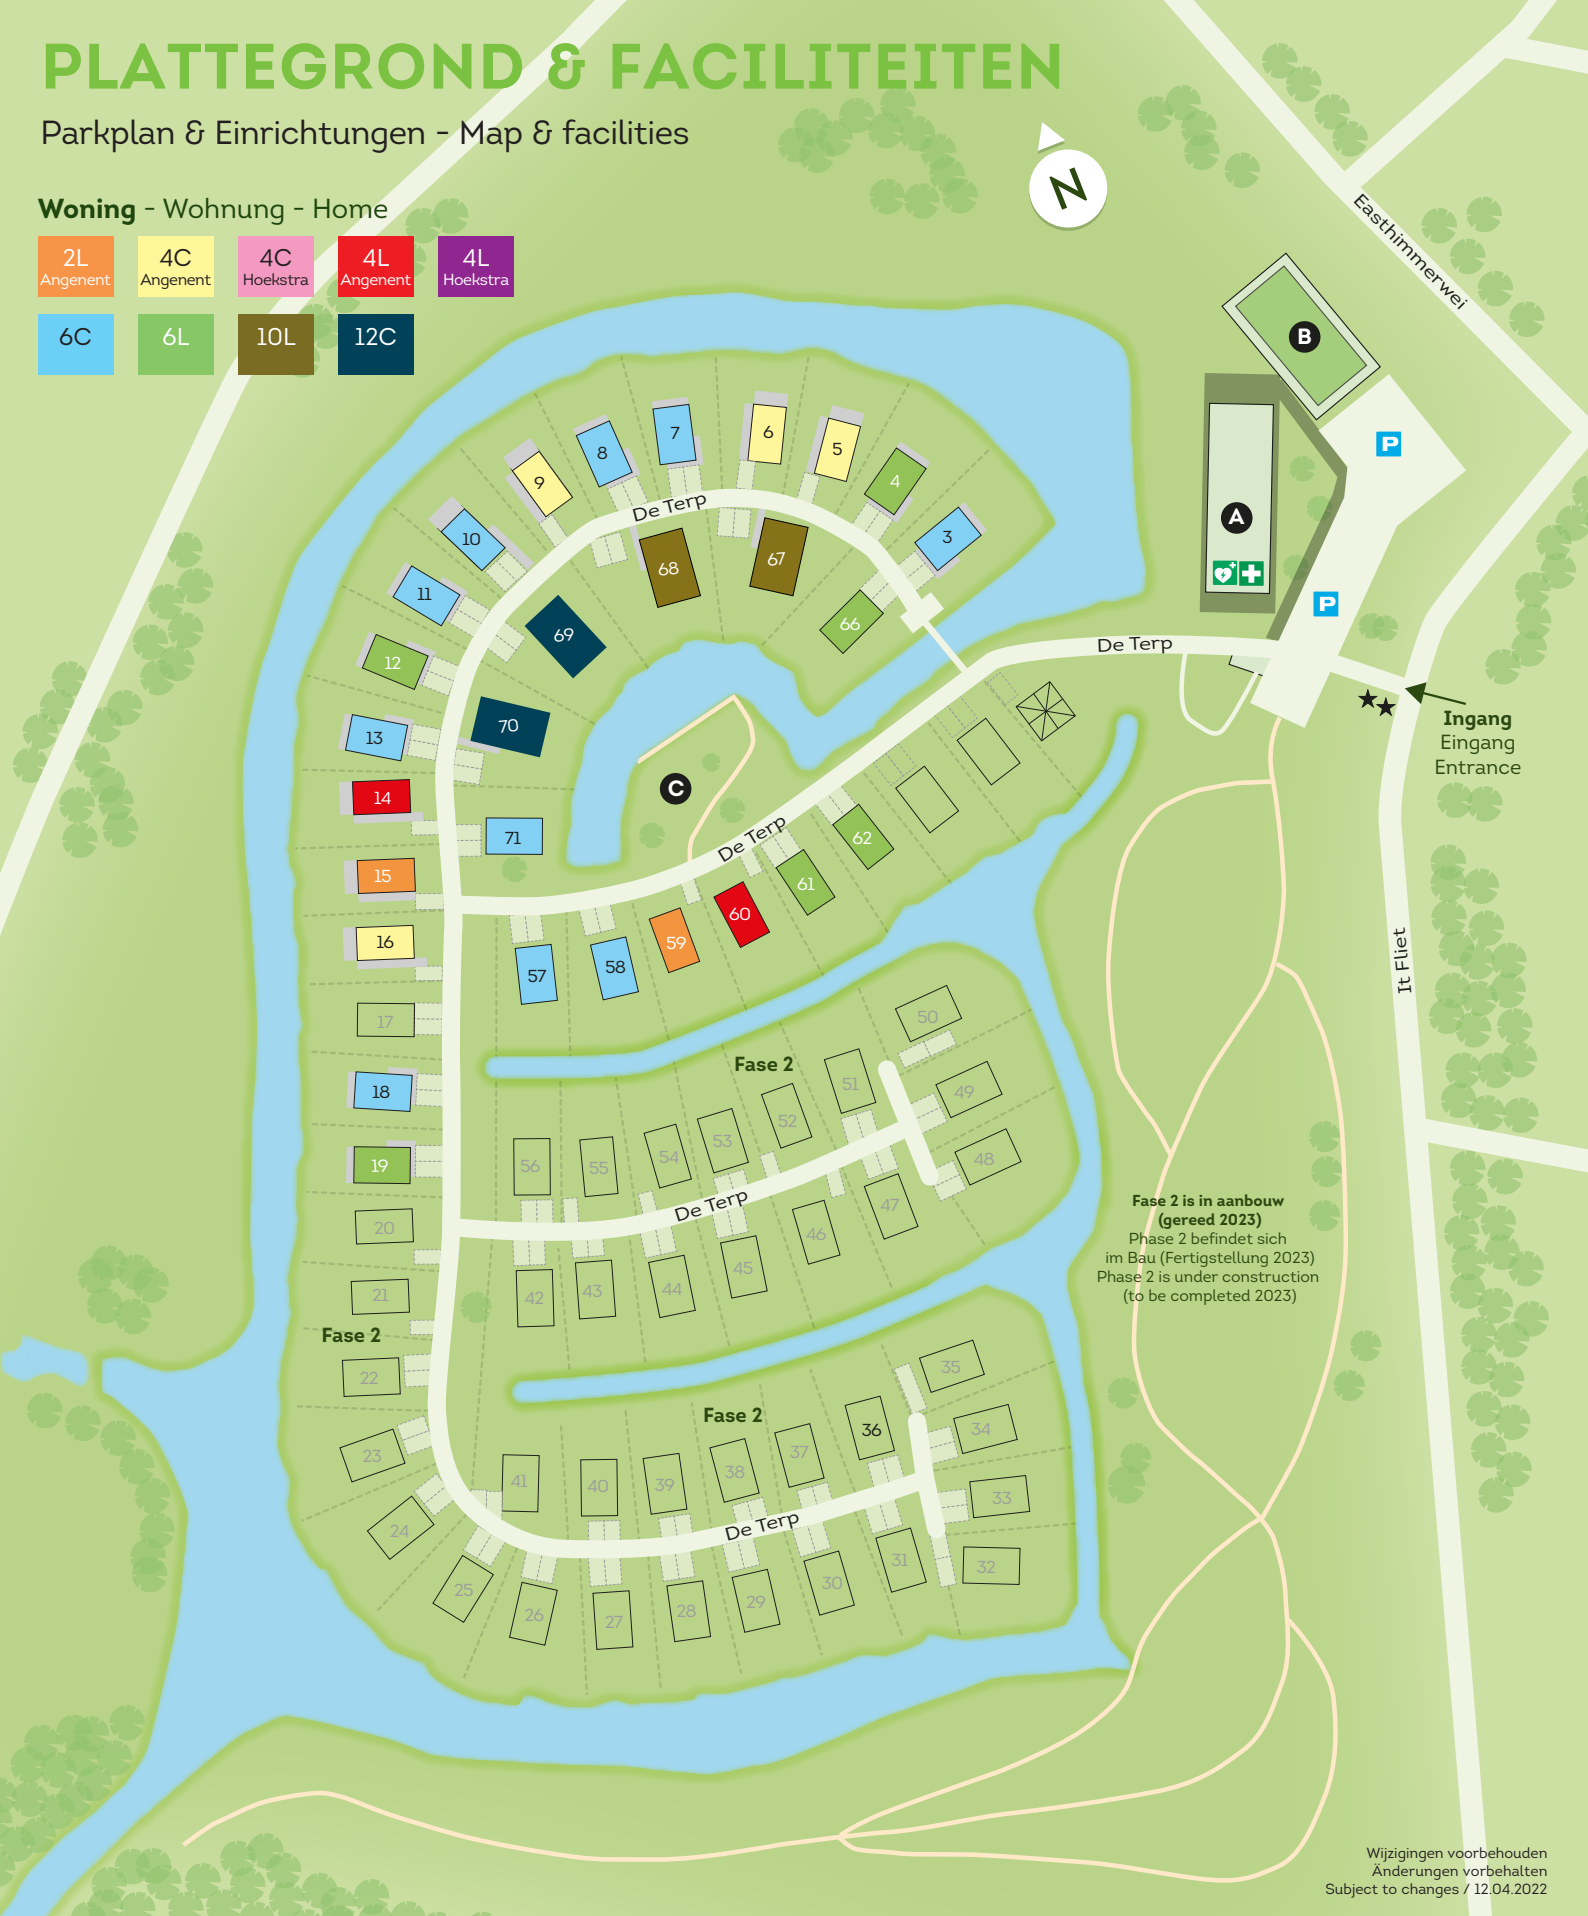 PLATTEGROND & FACILITEITEN
Parkplan & Einrichtungen - Map & facilities
N
Woning - Wohnung - Home
2L
Angenent
4C
Angenent
4C
Hoekstra
4L
Angenent
4L
Hoekstra
6C
6L
10L
12C
Easthimmerwei
B
P
A
P
De Terp
Ingang
Eingang
Entrance
It Fliet
3
4
5
6
7
8
9
10
11
12
13
14
15
16
17
18
19
20
21
Fase 2
22
23
24
25
26
27
28
29
30
31
32
33
34
35
36
37
38
39
40
41
Fase 2
De Terp
42
43
44
45
46
47
48
49
50
51
52
53
54
55
56
Fase 2
De Terp
57
58
59
60
61
62
De Terp
C
66
67
68
69
70
71
De Terp
Fase 2 is in aanbouw
(gereed 2023)
Phase 2 befindet sich
im Bau (Fertigstellung 2023)
Phase 2 is under construction
(to be completed 2023)
Wijzigingen voorbehouden
Änderungen vorbehalten
Subject to changes / 12.04.2022